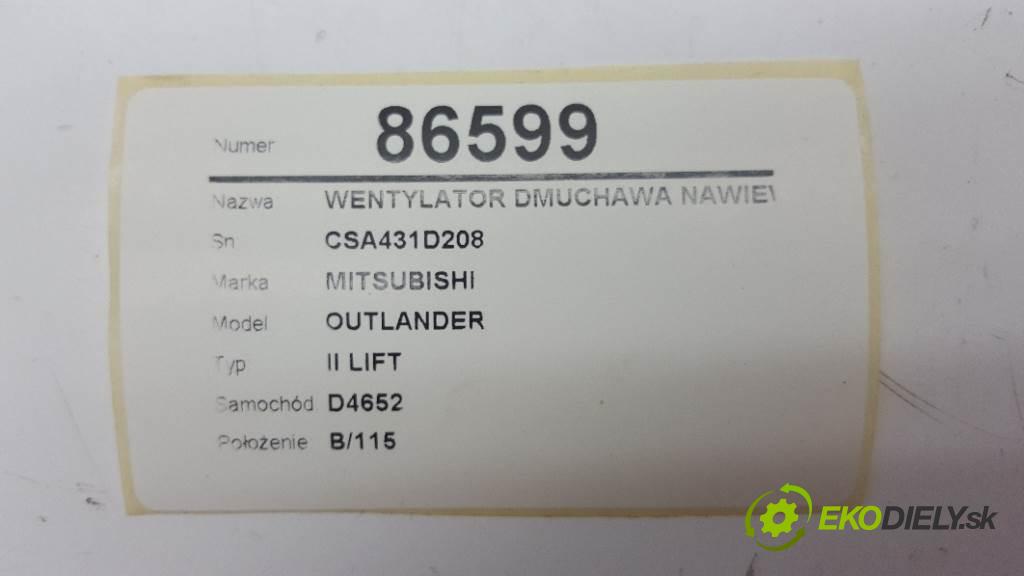 Numer 86599
Nazwa WENTYLATOR DMUCHAWA
Sn CSA431D208
Marka MITSUBISHI
Model OUTLANDER
Typ II LIFT
Samochód D4652
Położenie B/115
EKODIELY.sk